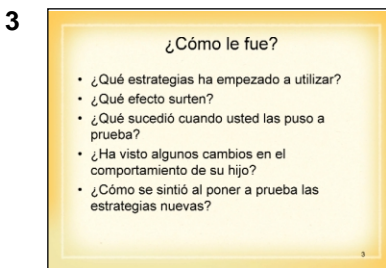 3
¿Cómo le fue?
• ¿Qué estrategias ha empezado a utilizar?
• ¿Qué efecto surten?
• ¿Qué sucedió cuando usted las puso a
prueba?
• ¿Ha visto algunos cambios en el
comportamiento de su hijo?
• ¿Cómo se sintió al poner a prueba las
estrategias nuevas?
3